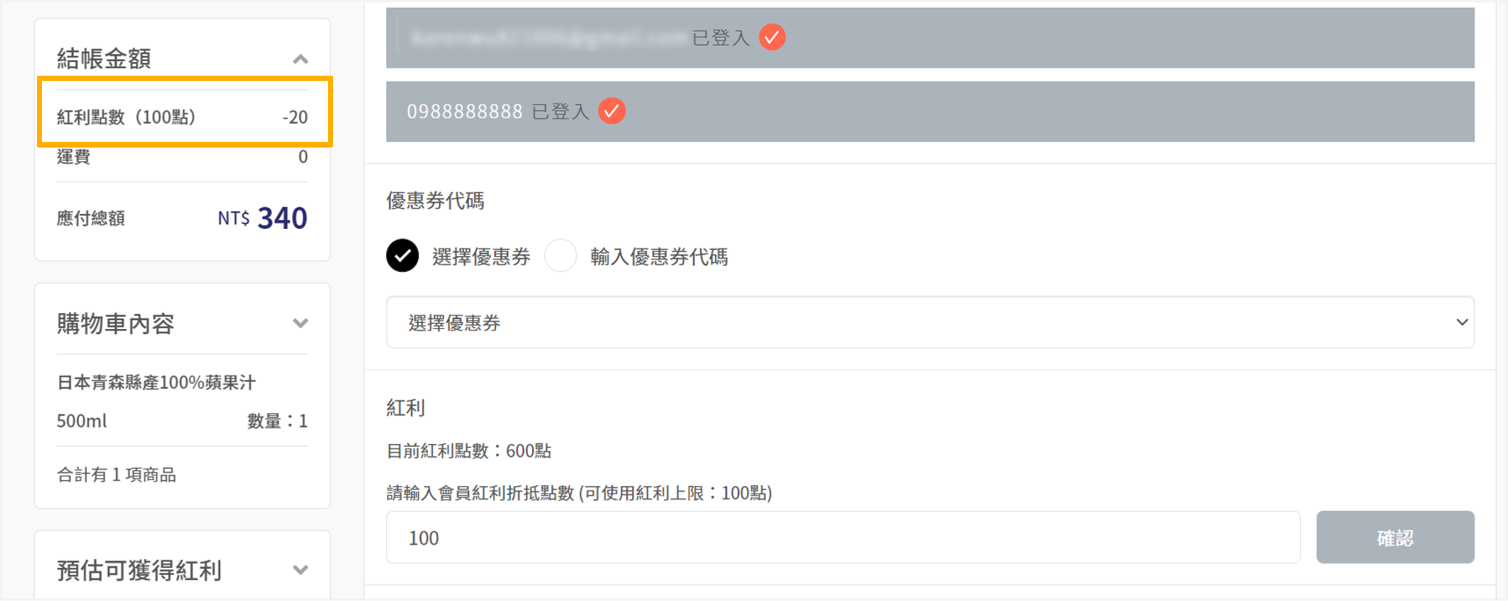 結帳金額
紅利點數（100點） -20
運費 0
應付總額 NT$ 340
購物車內容
日本青森縣產100%蘋果汁
500ml 數量：1
合計有 1 項商品
預估可獲得紅利
已登入
0988888888 已登入
優惠券代碼
選擇優惠券 輸入優惠券代碼
選擇優惠券
紅利
目前紅利點數：600點
請輸入會員紅利折抵點數 (可使用紅利上限：100點)
100 確認